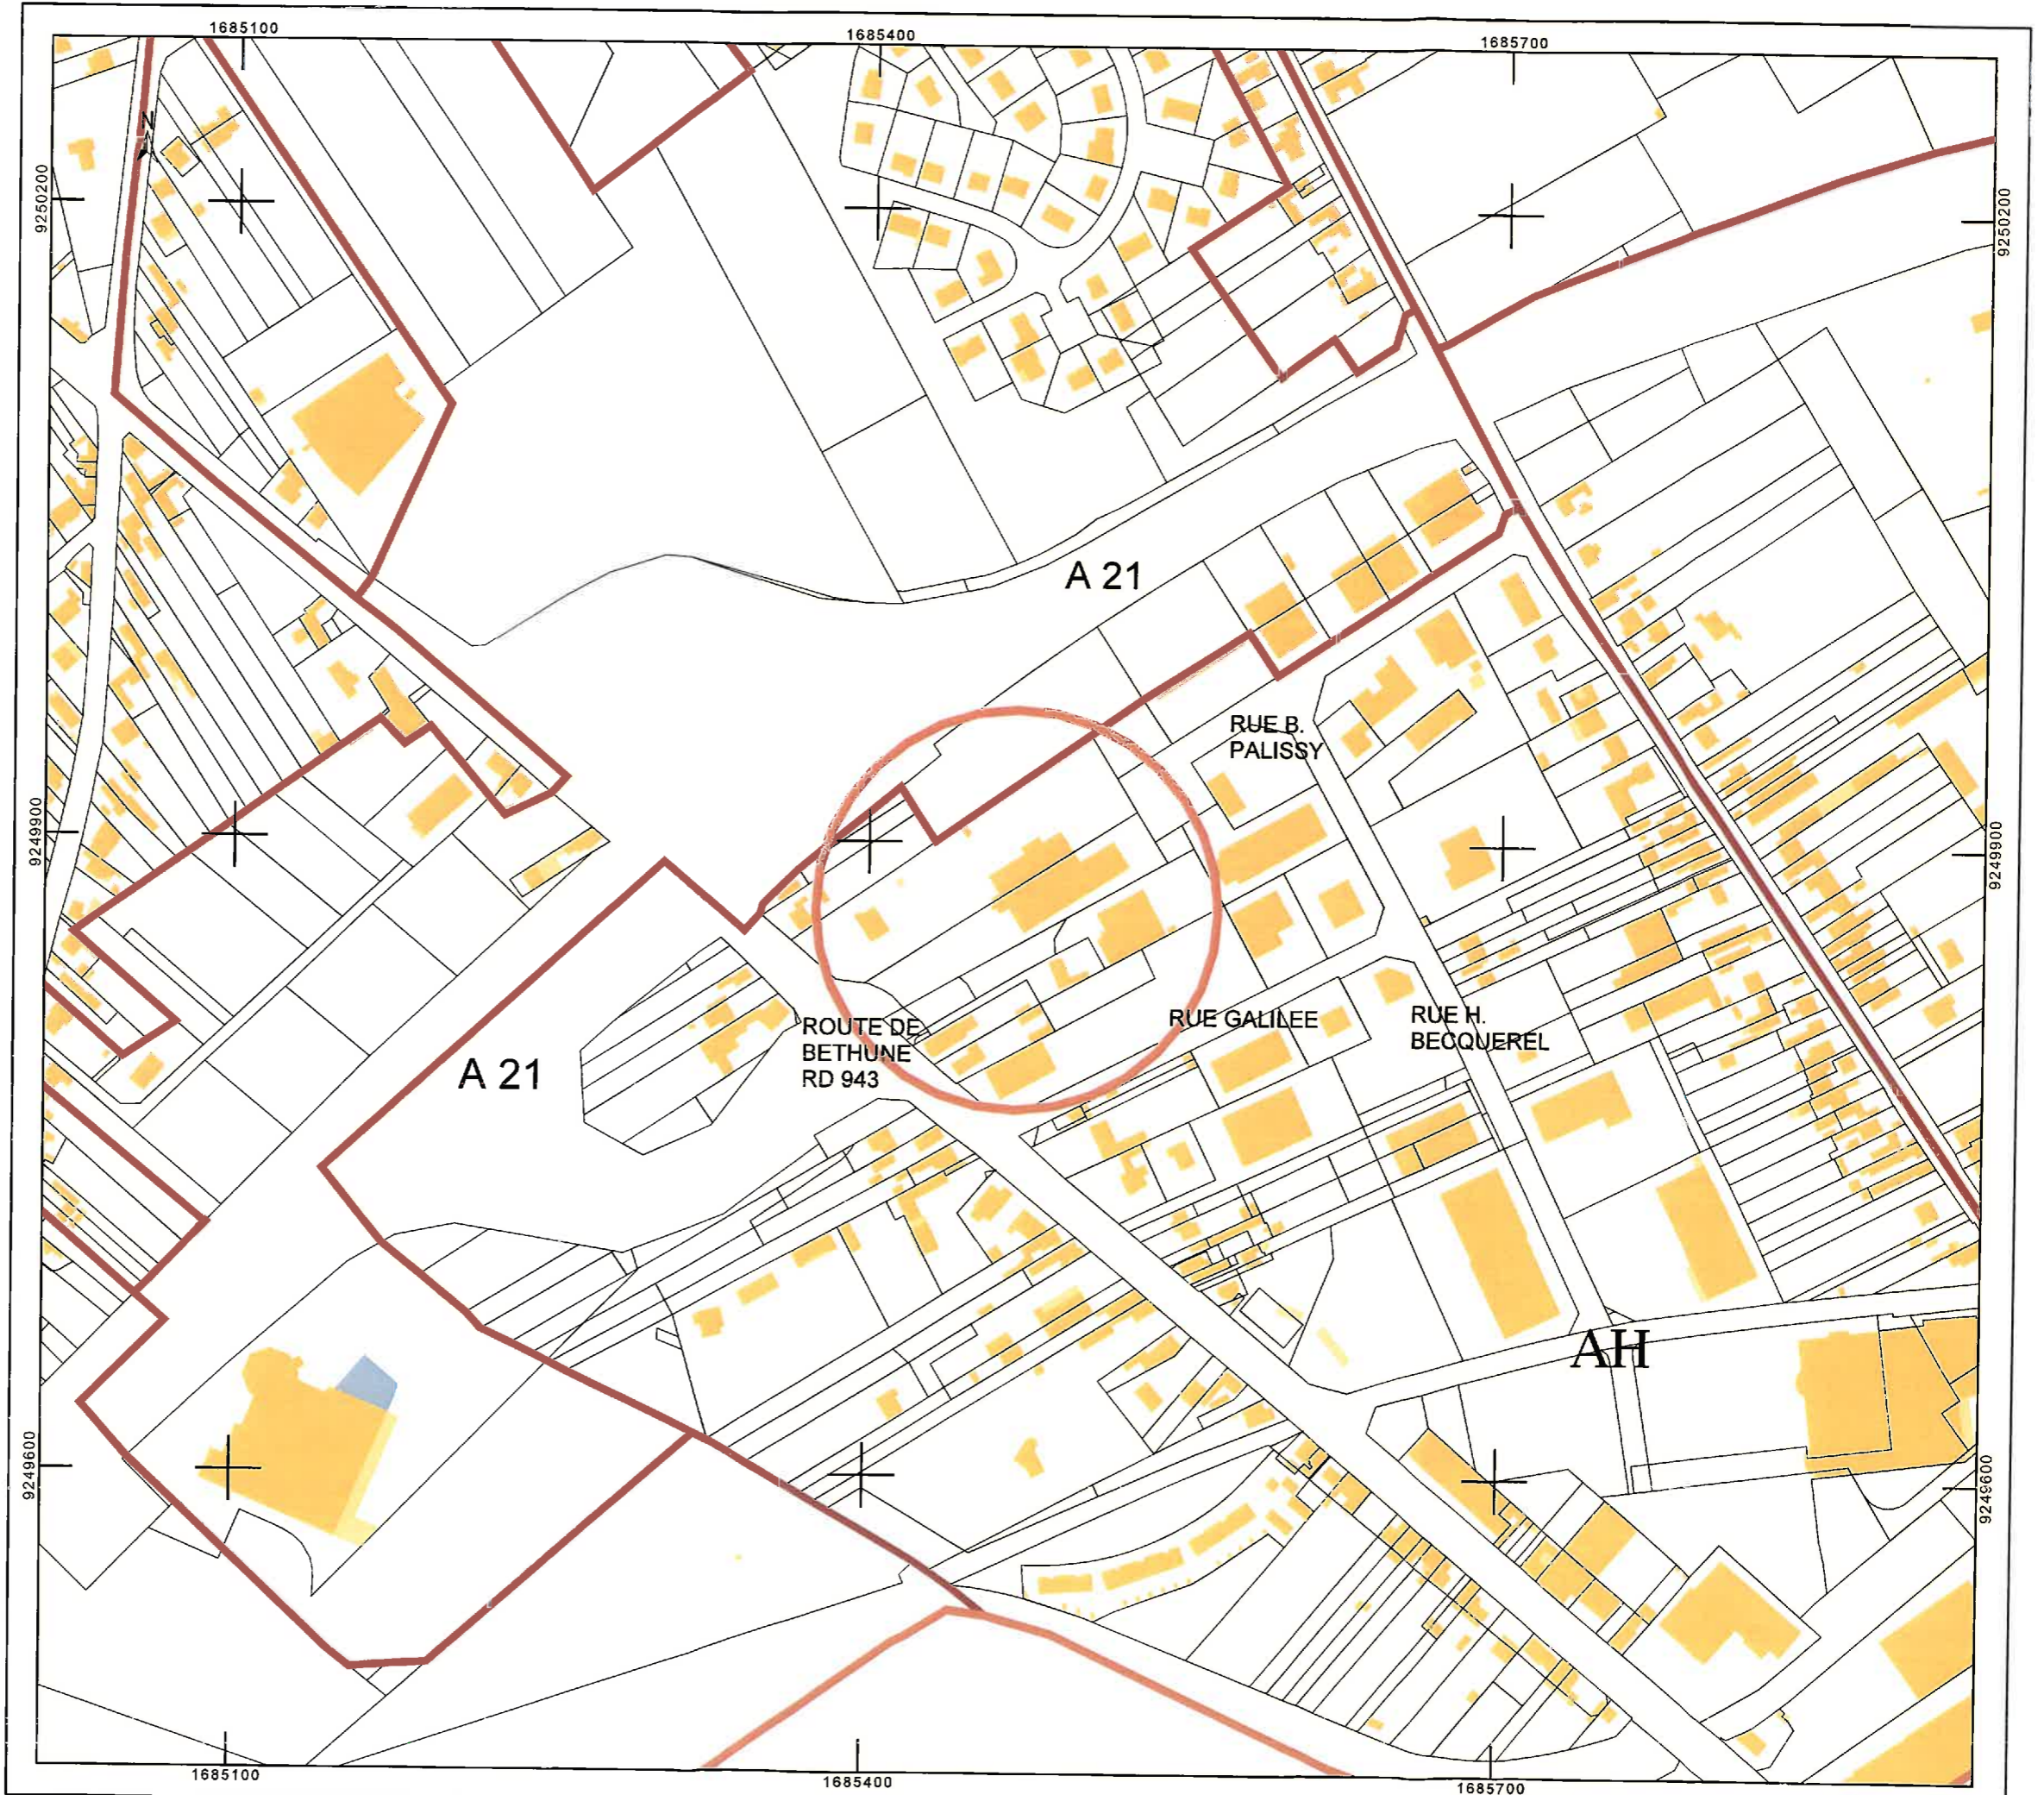 1685100
1685400
1685700
N
9250200
9250200
A 21
RUE B.
PALISSY
9249900
9249900
ROUTE DE
BETHUNE
RD 943
RUE GALILEE
RUE H.
BECQUEREL
A 21
AH
9249600
9249600
1685100
1685400
1685700